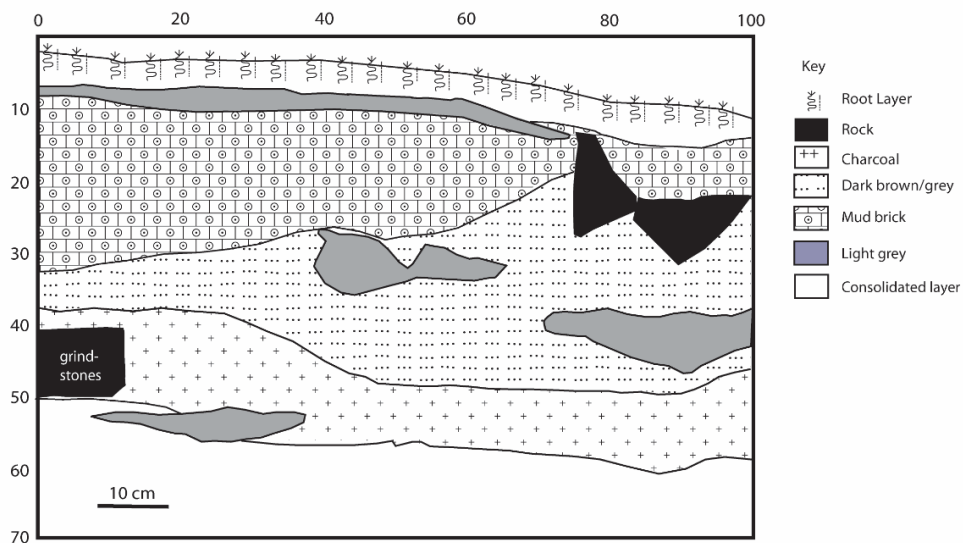 0 20 40 60 80 100
10
20
30
40
50
60
70
grind-
stones
10 cm
Key
Root Layer
Rock
Charcoal
Dark brown/grey
Mud brick
Light grey
Consolidated layer